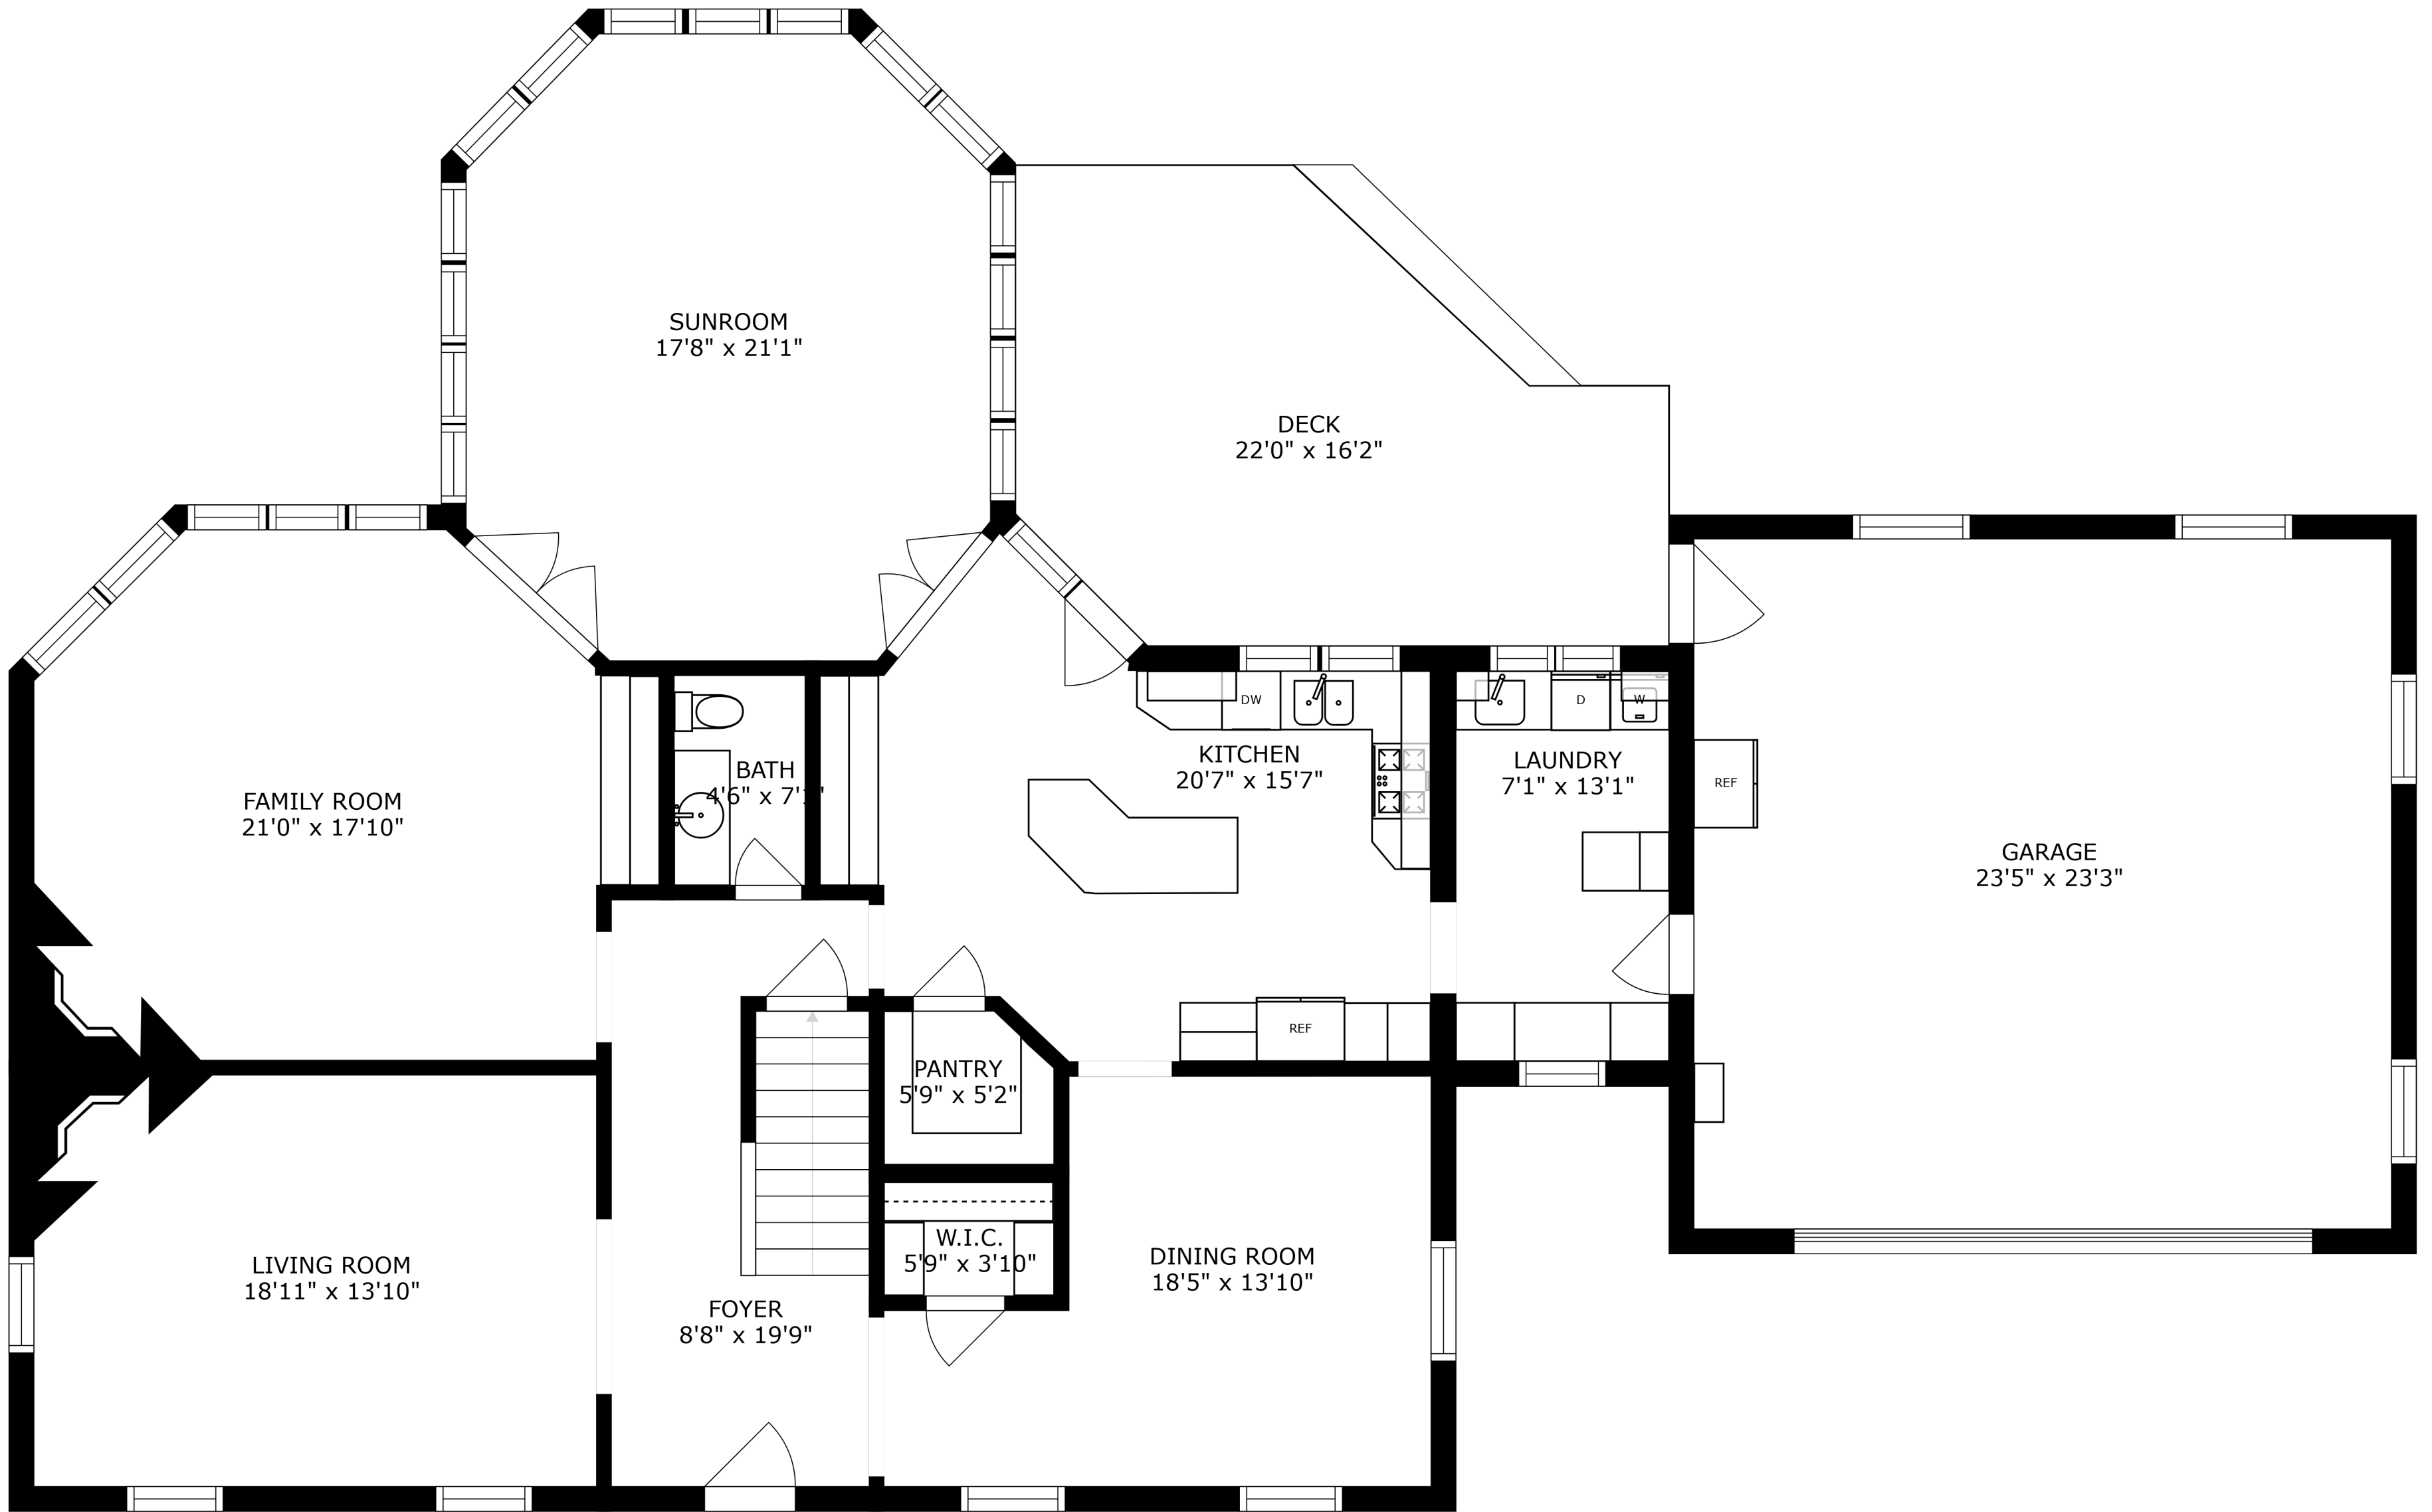 SUNROOM
17'8" x 21'1"
DECK
22'0" x 16'2"
FAMILY ROOM
21'0" x 17'10"
BATH
4'6" x
DW
KITCHEN
20'7" x 15'7"
D
W
LAUNDRY
7'1" x 13'1"
REF
GARAGE
23'5" x 23'3"
REF
PANTRY
5'9" x 5'2"
W.I.C.
5'9" x 3'10"
LIVING ROOM
18'11" x 13'10"
FOYER
8'8" x 19'9"
DINING ROOM
18'5" x 13'10"